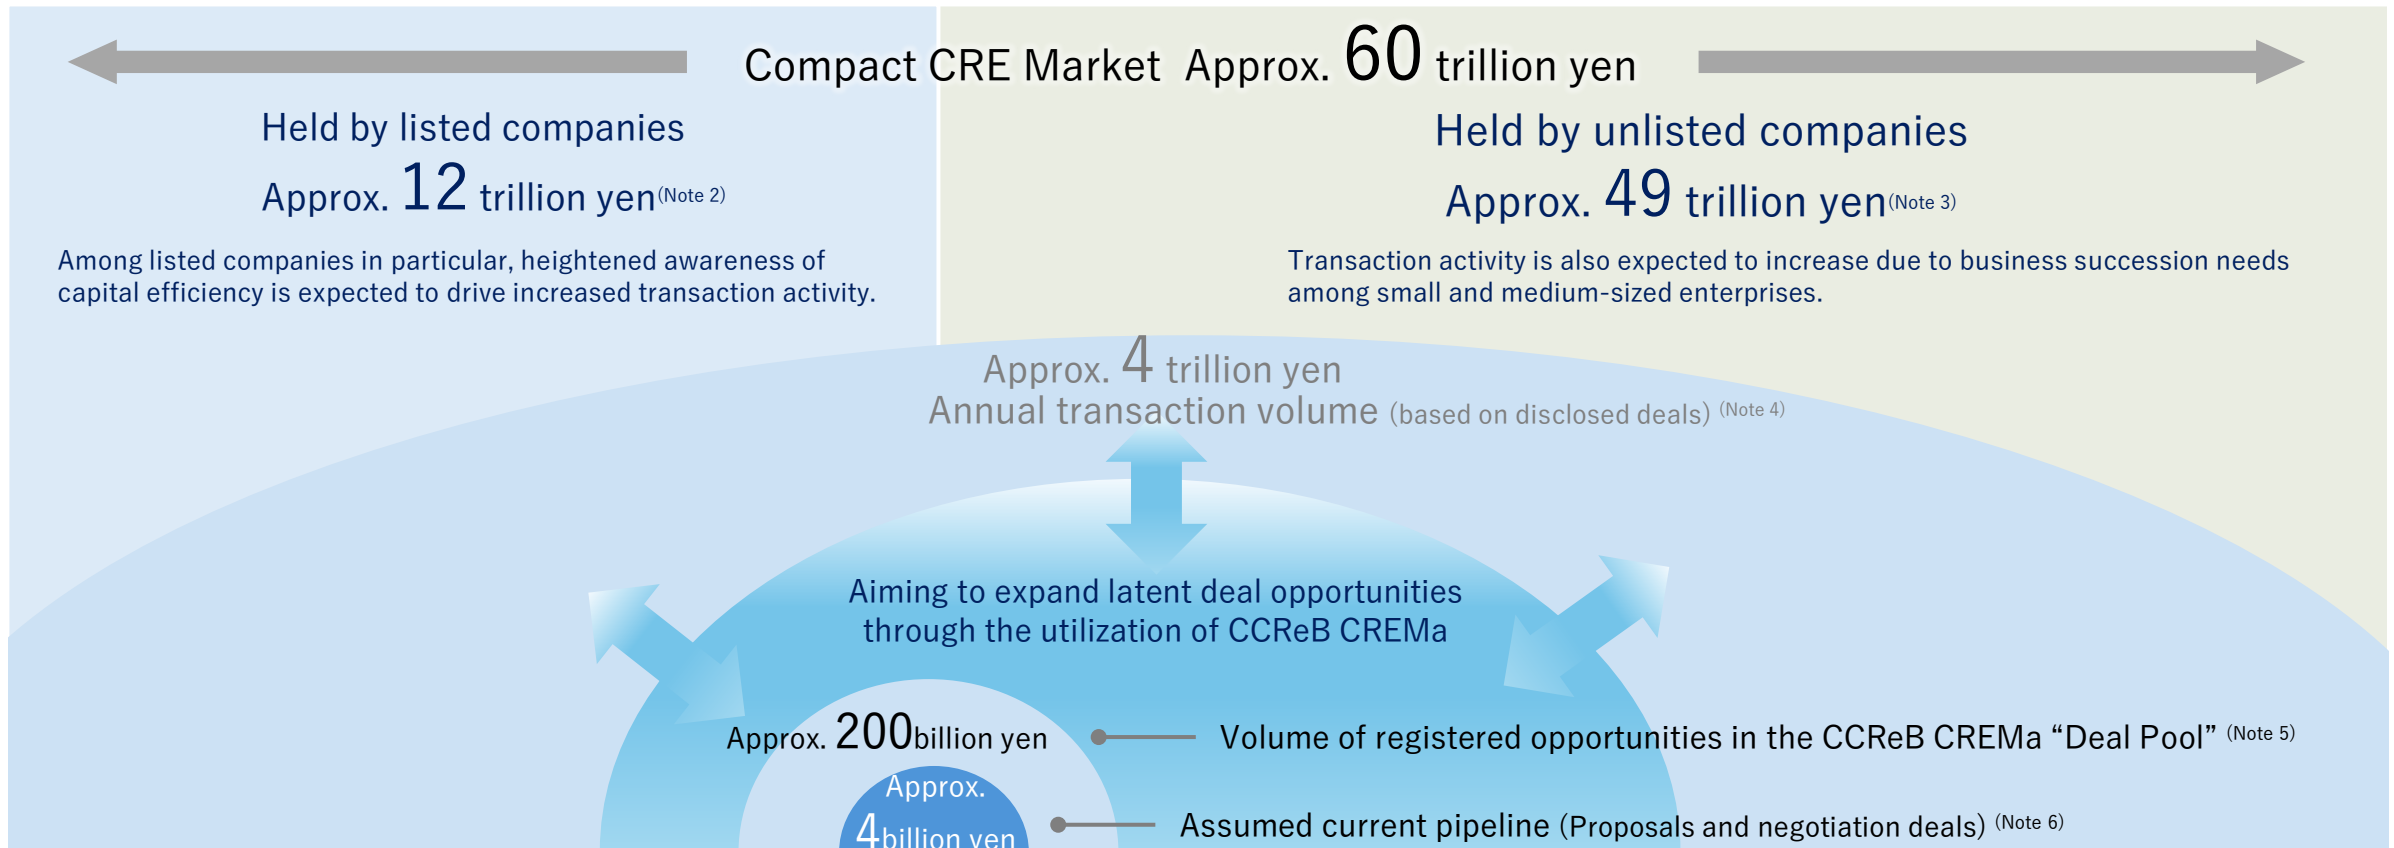 Compact CRE Market Approx. 60 trillion yen
Held by listed companies
Approx. 12 trillion yen(Note 2)
Among listed companies in particular, heightened awareness of
capital efficiency is expected to drive increased transaction activity.
Held by unlisted companies
Approx. 49 trillion yen(Note 3)
Transaction activity is also expected to increase due to business succession needs
among small and medium-sized enterprises.
Approx. 4 trillion yen
Annual transaction volume (based on disclosed deals) (Note 4)
Aiming to expand latent deal opportunities
through the utilization of CCReB CREMa
Approx. 200billion yen
Volume of registered opportunities in the CCReB CREMa “Deal Pool” (Note 5)
Approx.
4billion yen
Assumed current pipeline (Proposals and negotiation deals) (Note 6)